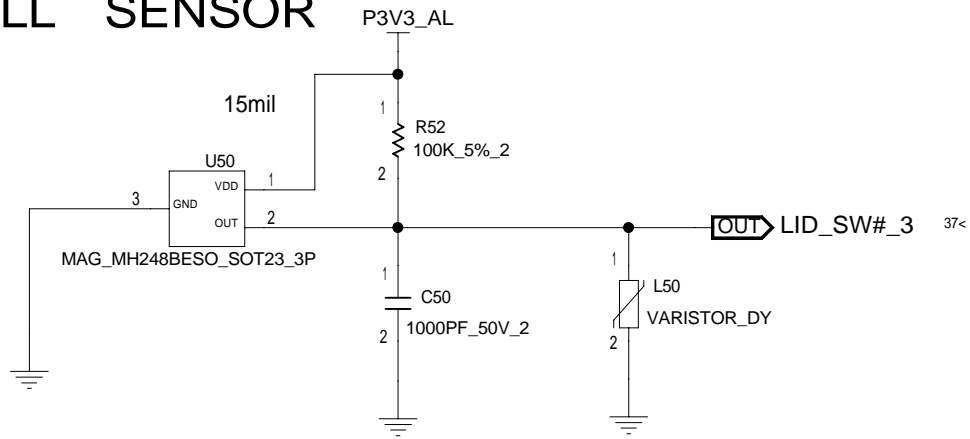 LL SENSOR
P3V3_AL
15mil
1
R52
100K_5%_2
2
U50
VDD
1
3
GND
OUT
2
MAG_MH248BESO_SOT23_3P
OUT
LID_SW#_3
37<
1
C50
1000PF_50V_2
2
1
L50
VARISTOR_DY
2